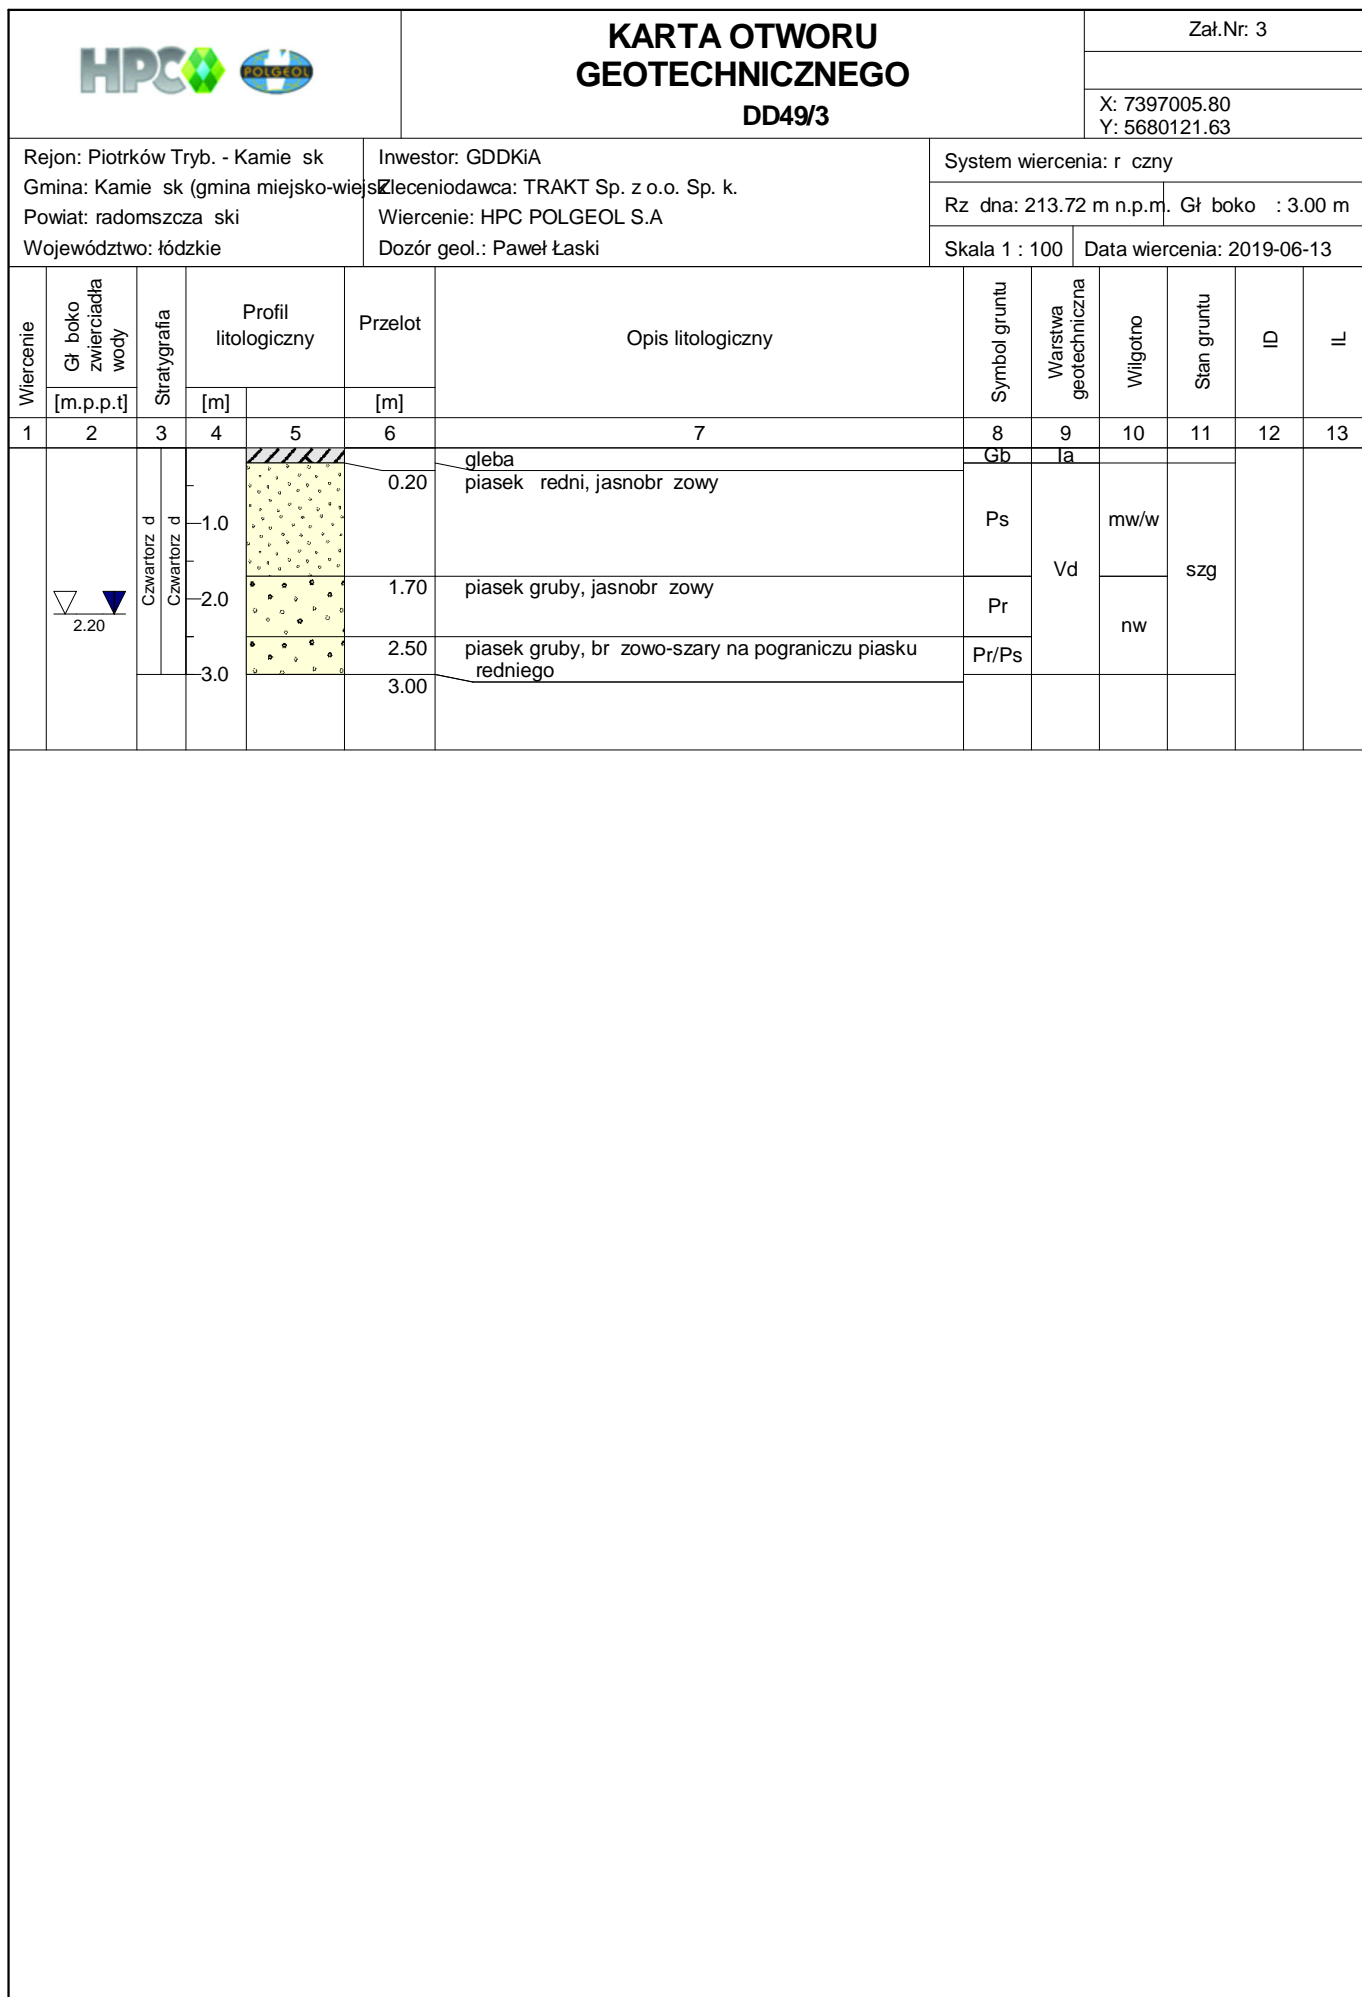 HPC POLGEOL
KARTA OTWORU
GEOTECHNICZNEGO
DD49/3
Zał.Nr: 3
X: 7397005.80
Y: 5680121.63
Rejon: Piotrków Tryb. - Kamie sk
Gmina: Kamie sk (gmina miejsko-wiejsk
Powiat: radomszcza ski
Województwo: łódzkie
Inwestor: GDDKiA
Zleceniodawca: TRAKT Sp. z o.o. Sp. k.
Wiercenie: HPC POLGEOL S.A
Dozór geol.: Paweł Łaski
System wiercenia: r czny
Rz dna: 213.72 m n.p.m. Gł boko : 3.00 m
Skala 1 : 100 Data wiercenia: 2019-06-13
Wiercenie
Gł boko
zwierciadła
wody
[m.p.p.t]
Stratygrafia
Profil
litologiczny
[m]
Przelot
[m]
Opis litologiczny
Symbol gruntu
Warstwa
geotechniczna
Wilgotno
Stan gruntu
ID
IL
1 2 3 4 5 6 7 8 9 10 11 12 13
gleba Gb Ia
0.20 piasek redni, jasnobr zowy
Czwartorz d
Czwartorz d
1.0
Ps mw/w
Vd szg
1.70 piasek gruby, jasnobr zowy
2.0
Pr
2.20
nw
2.50 piasek gruby, br zowo-szary na pograniczu piasku
redniego
Pr/Ps
3.0
3.00